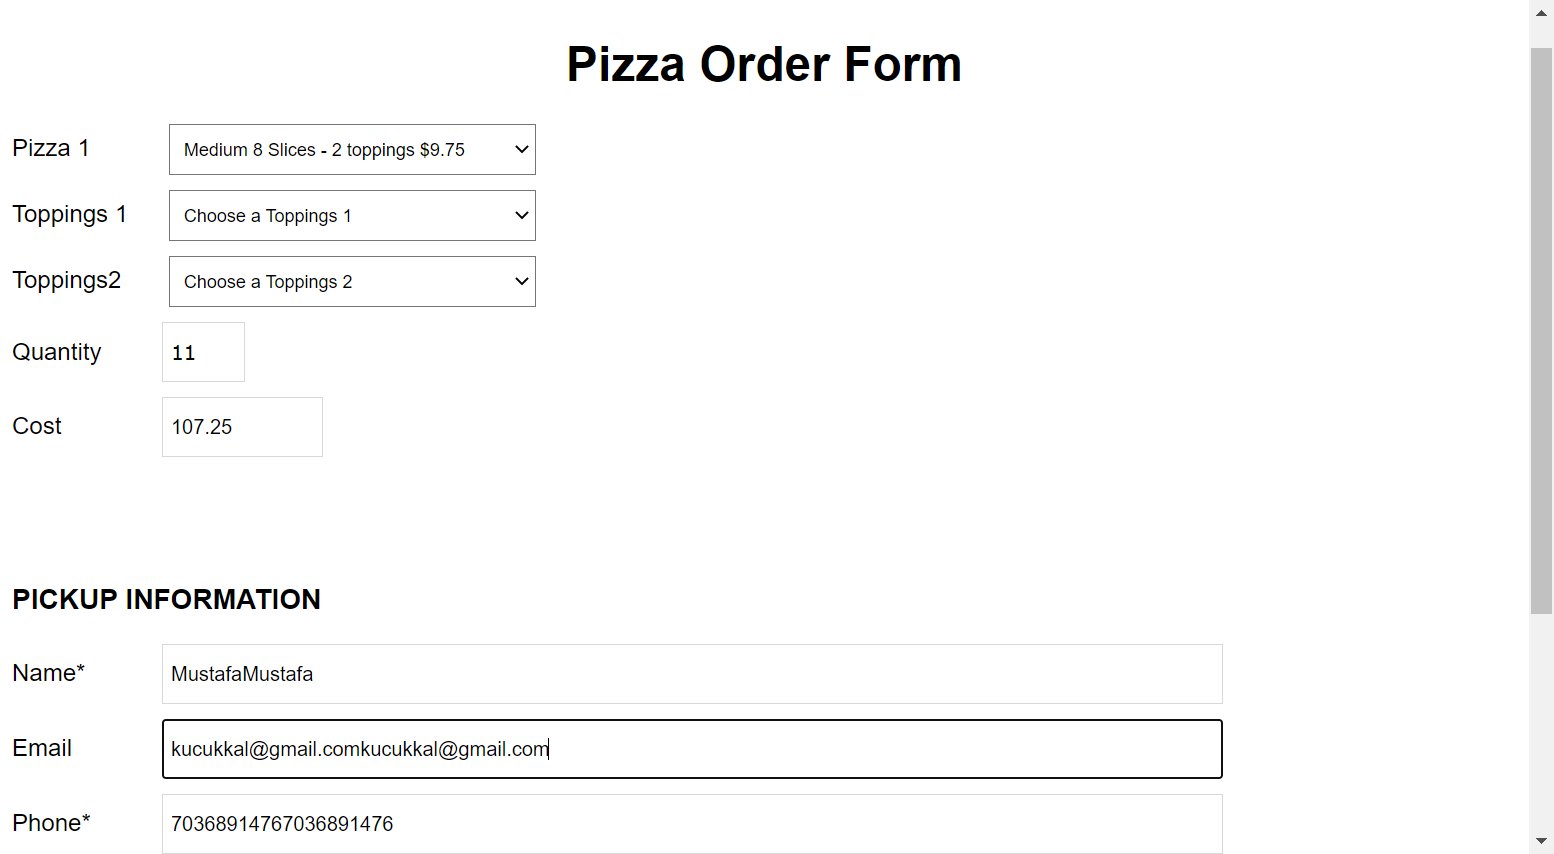 Pizza Order Form
Pizza 1 Medium 8 Slices - 2 toppings $9.75
Toppings 1 Choose a Toppings 1
Toppings2 Choose a Toppings 2
Quantity 11
Cost 107.25
PICKUP INFORMATION
Name* MustafaMustafa
Email kucukkal@gmail.comkucukkal@gmail.com
Phone* 70368914767036891476